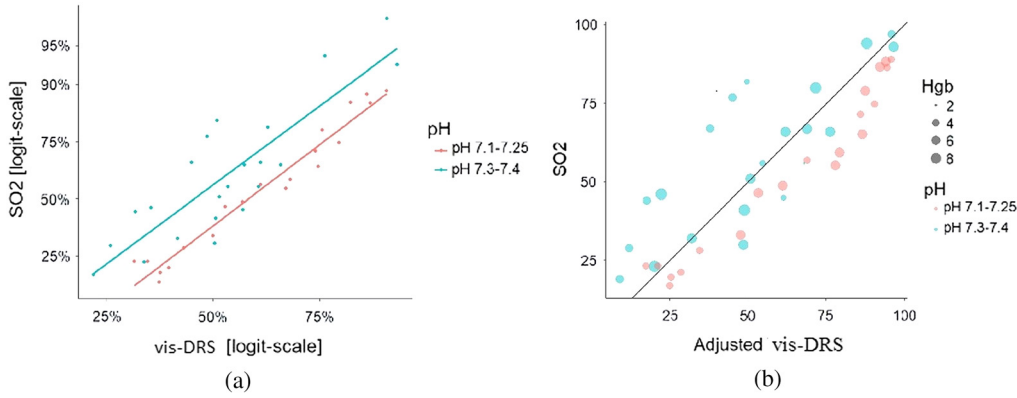 95%
90%
75%
50%
25%
SO2 [logit-scale]
25%
50%
75%
vis-DRS [logit-scale]
pH
pH 7.1-7.25
pH 7.3-7.4
(a)
100
75
50
25
SO2
25
50
75
100
Adjusted vis-DRS
Hgb
2
4
6
8
pH
pH 7.1-7.25
pH 7.3-7.4
(b)